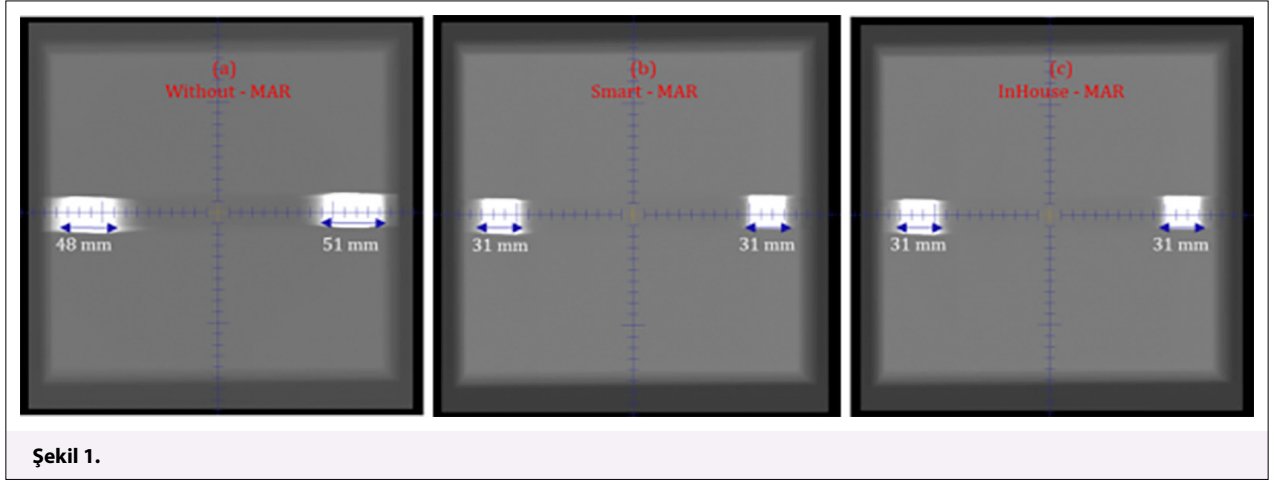 (a)
Without - MAR
48 mm
51 mm
(b)
Smart - MAR
31 mm
31 mm
(c)
InHouse - MAR
31 mm
31 mm
Şekil 1.